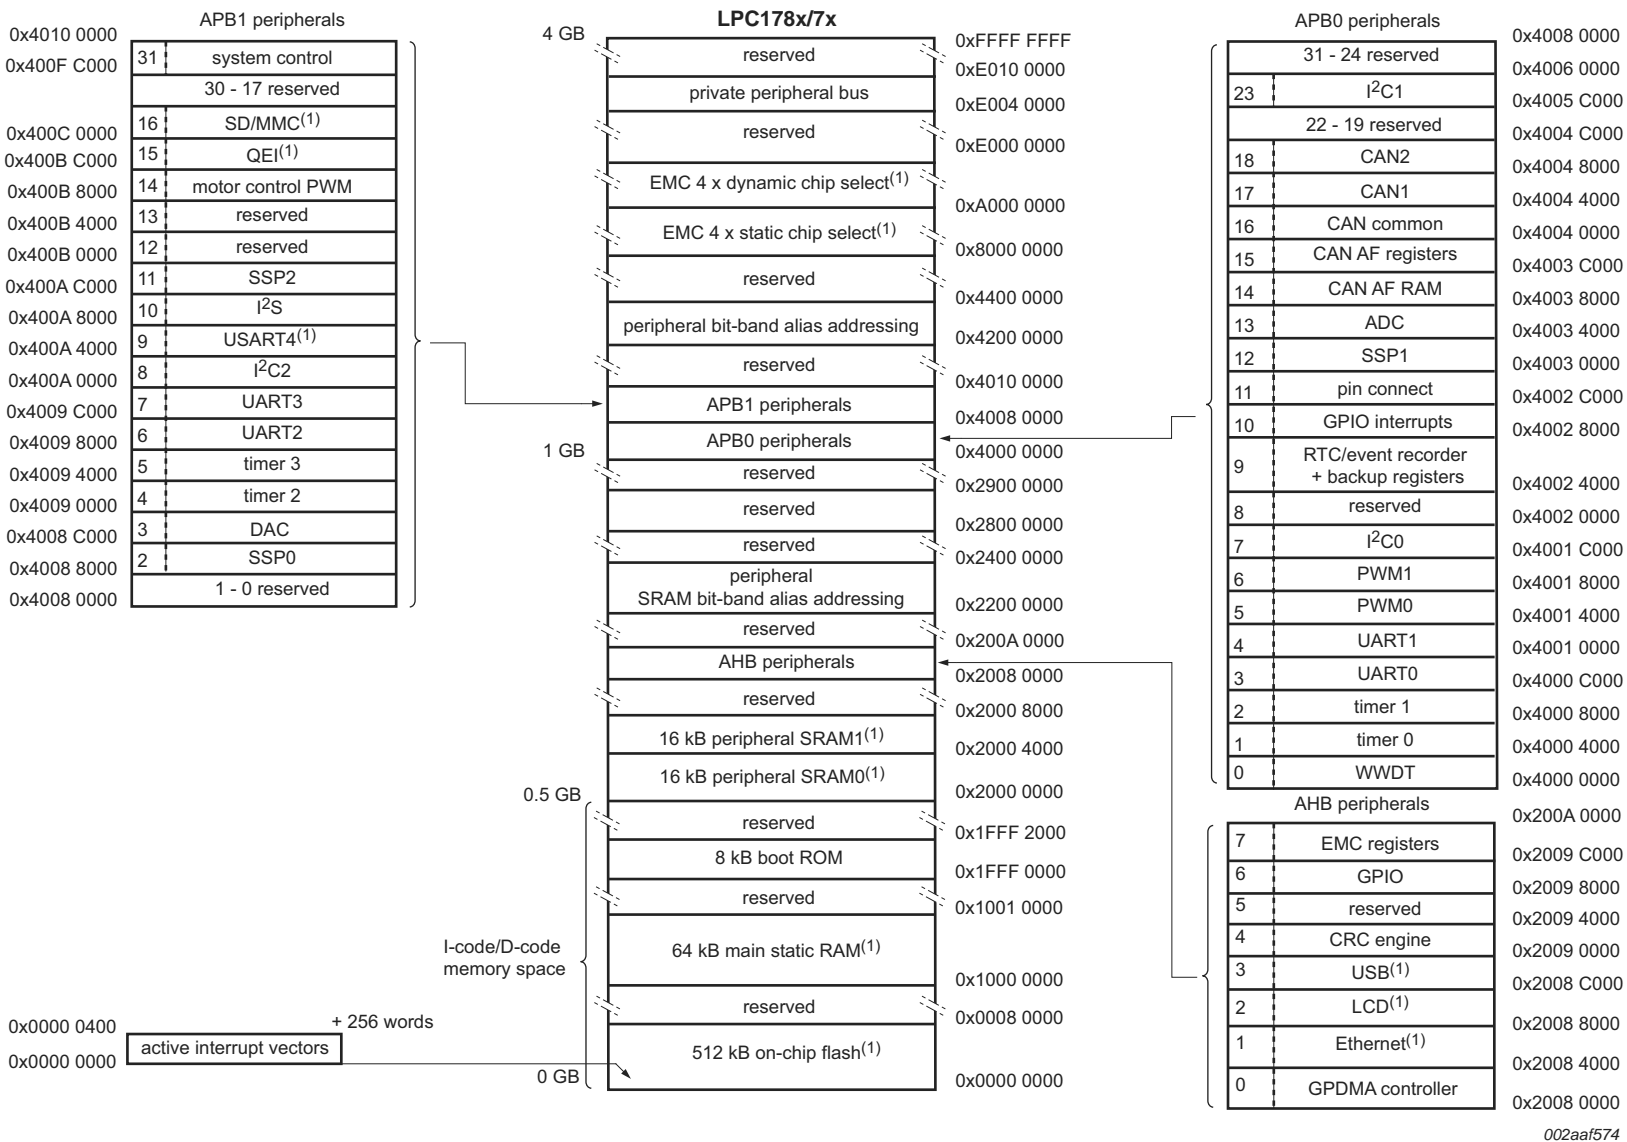 APB1 peripherals
0x4010 0000
0x400F C000
31 system control
30 - 17 reserved
16 SD/MMC(1)
0x400C 0000
15 QEI(1)
0x400B C000
14 motor control PWM
0x400B 8000
13 reserved
0x400B 4000
12 reserved
0x400B 0000
11 SSP2
0x400A C000
10 I2S
0x400A 8000
9 USART4(1)
0x400A 4000
8 I2C2
0x400A 0000
7 UART3
0x4009 C000
6 UART2
0x4009 8000
5 timer 3
0x4009 4000
4 timer 2
0x4009 0000
3 DAC
0x4008 C000
2 SSP0
0x4008 8000
1 - 0 reserved
0x4008 0000
0x0000 0400
+ 256 words
active interrupt vectors
0x0000 0000
LPC178x/7x
4 GB
0xFFFF FFFF
reserved
0xE010 0000
private peripheral bus
0xE004 0000
reserved
0xE000 0000
EMC 4 x dynamic chip select(1)
0xA000 0000
EMC 4 x static chip select(1)
0x8000 0000
reserved
0x4400 0000
peripheral bit-band alias addressing
0x4200 0000
reserved
0x4010 0000
APB1 peripherals
0x4008 0000
APB0 peripherals
1 GB
0x4000 0000
reserved
0x2900 0000
reserved
0x2800 0000
reserved
0x2400 0000
peripheral
SRAM bit-band alias addressing
0x2200 0000
reserved
0x200A 0000
AHB peripherals
0x2008 0000
reserved
0x2000 8000
16 kB peripheral SRAM1(1)
0x2000 4000
16 kB peripheral SRAM0(1)
0.5 GB
0x2000 0000
reserved
0x1FFF 2000
8 kB boot ROM
0x1FFF 0000
reserved
0x1001 0000
I-code/D-code
memory space
64 kB main static RAM(1)
0x1000 0000
reserved
0x0008 0000
512 kB on-chip flash(1)
0 GB
0x0000 0000
APB0 peripherals
0x4008 0000
31 - 24 reserved
0x4006 0000
23 I2C1
0x4005 C000
22 - 19 reserved
0x4004 C000
18 CAN2
0x4004 8000
17 CAN1
0x4004 4000
16 CAN common
0x4004 0000
15 CAN AF registers
0x4003 C000
14 CAN AF RAM
0x4003 8000
13 ADC
0x4003 4000
12 SSP1
0x4003 0000
11 pin connect
0x4002 C000
10 GPIO interrupts
0x4002 8000
9 RTC/event recorder
+ backup registers
0x4002 4000
8 reserved
0x4002 0000
7 I2C0
0x4001 C000
6 PWM1
0x4001 8000
5 PWM0
0x4001 4000
4 UART1
0x4001 0000
3 UART0
0x4000 C000
2 timer 1
0x4000 8000
1 timer 0
0x4000 4000
0 WWDT
0x4000 0000
AHB peripherals
0x200A 0000
7 EMC registers
0x2009 C000
6 GPIO
0x2009 8000
5 reserved
0x2009 4000
4 CRC engine
0x2009 0000
3 USB(1)
0x2008 C000
2 LCD(1)
0x2008 8000
1 Ethernet(1)
0x2008 4000
0 GPDMA controller
0x2008 0000
002aaf574